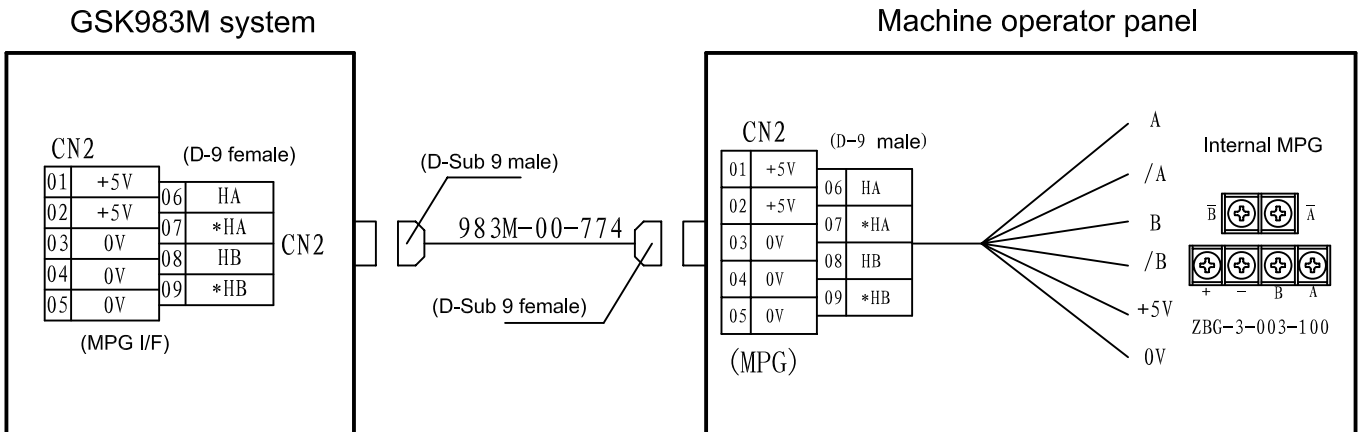 GSK983M system
Machine operator panel
CN2
(D-9 female)
01 +5V
02 +5V
03 0V
04 0V
05 0V
06 HA
07 *HA
08 HB
09 *HB
CN2
(MPG I/F)
(D-Sub 9 male)
983M-00-774
(D-Sub 9 female)
CN2
(D-9 male)
01 +5V
02 +5V
03 0V
04 0V
05 0V
06 HA
07 *HA
08 HB
09 *HB
(MPG)
A
/A
B
/B
+5V
0V
Internal MPG
B̅ A̅
+ - B A
ZBG-3-003-100